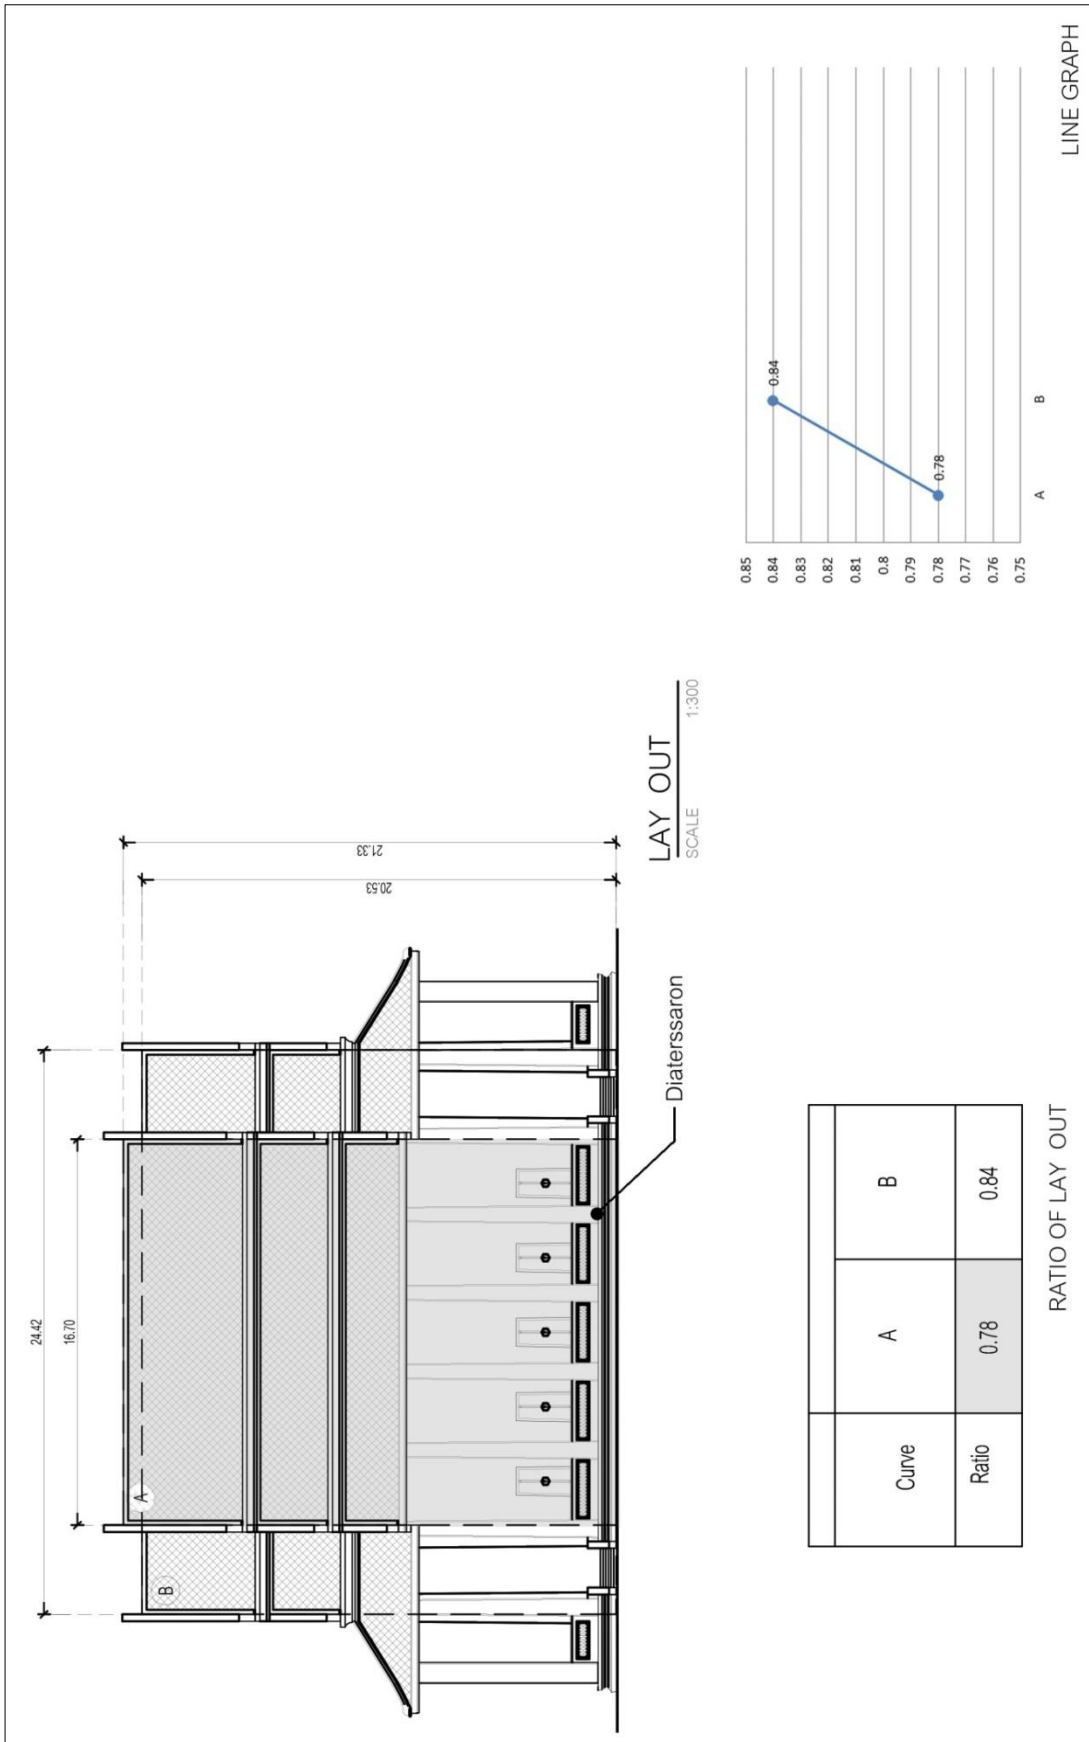 24.42
16.70
A
B
21.33
20.53
Diaterssaron
LAY OUT
SCALE 1:300
Curve A B
Ratio 0.78 0.84
RATIO OF LAY OUT
0.85
0.84
0.83
0.82
0.81
0.8
0.79
0.78
0.77
0.76
0.75
0.84
0.78
A B
LINE GRAPH